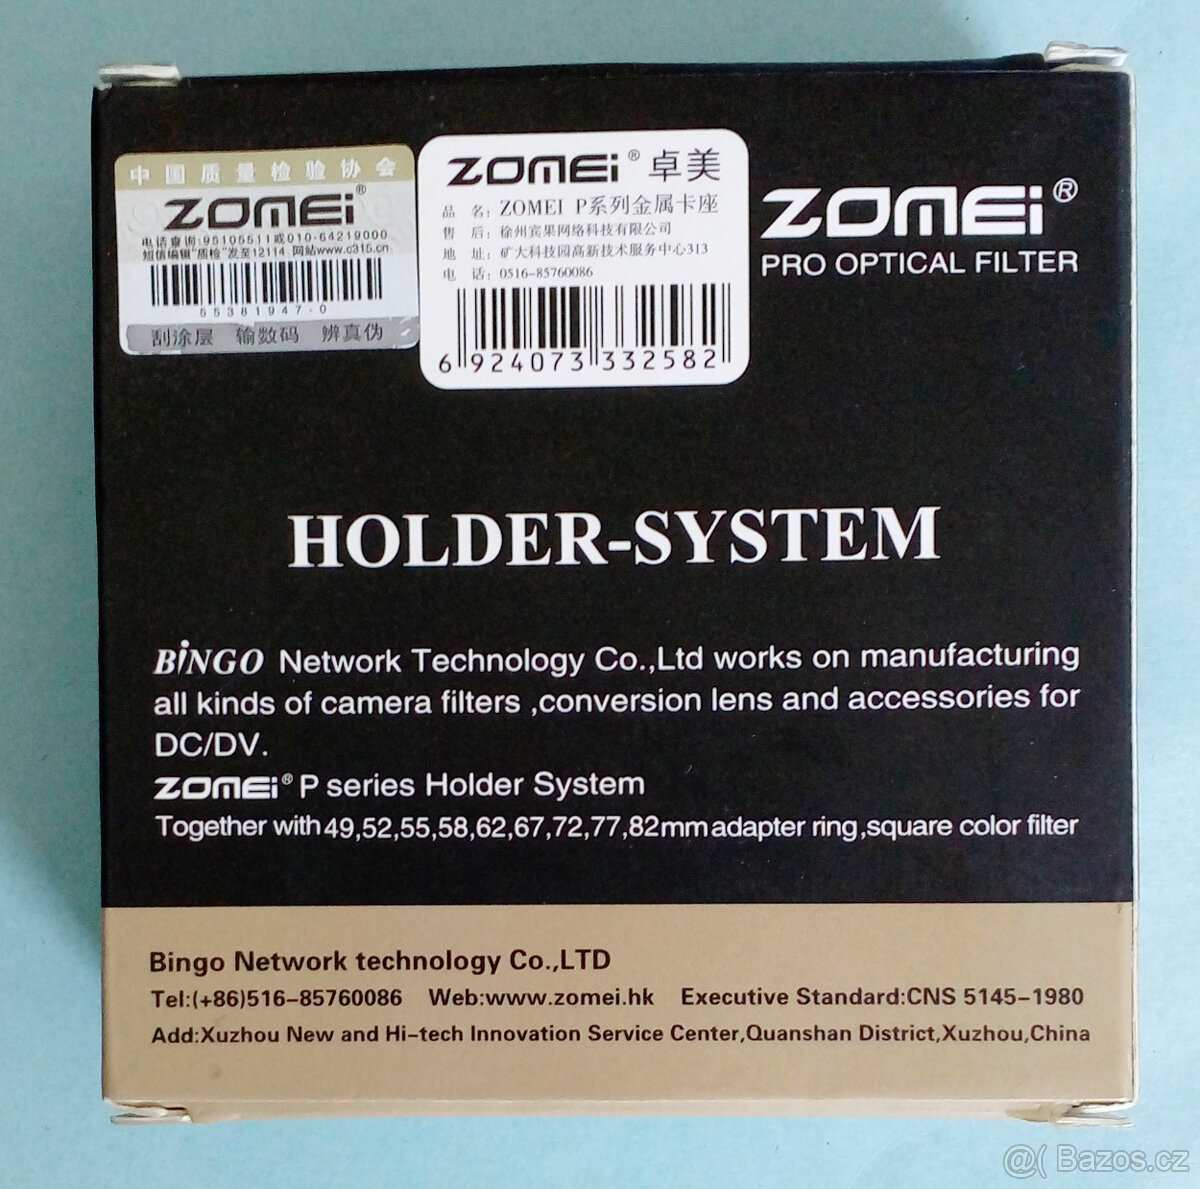 中国质量检验协会
ZOMEi®
电话查询:95105511或010-64219000
短信编辑"质检"发至12114 网站www.c315.cn
55381947-0
刮涂层 输数码 辨真伪
ZOMEi® 卓美
品 名: ZOMEI P系列金属卡座
售 后: 徐州宾果网络科技有限公司
地 址: 矿大科技园高新技术服务中心313
电 话: 0516-85760086
6 924073 332582
ZOMEi®
PRO OPTICAL FILTER
HOLDER-SYSTEM
BiNGO Network Technology Co.,Ltd works on manufacturing
all kinds of camera filters ,conversion lens and accessories for
DC/DV.
ZOMEi® P series Holder System
Together with 49,52,55,58,62,67,72,77,82mm adapter ring,square color filter
Bingo Network technology Co.,LTD
Tel:(+86)516-85760086 Web:www.zomei.hk Executive Standard:CNS 5145-1980
Add:Xuzhou New and Hi-tech Innovation Service Center,Quanshan District,Xuzhou,China
@( Bazos.cz